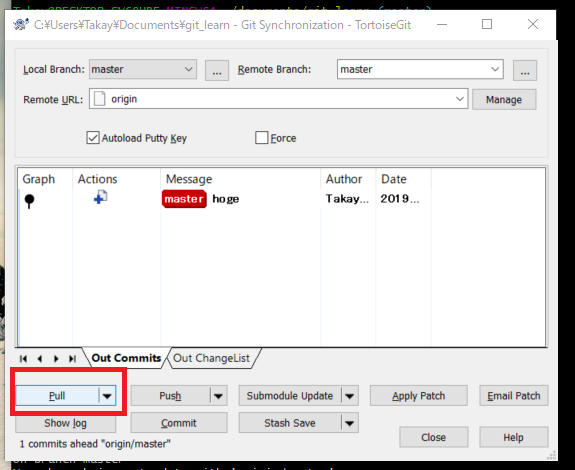 C:¥Users¥Takay¥Documents¥git_learn - Git Synchronization - TortoiseGit
Local Branch: master ... Remote Branch: master ...
Remote URL: origin Manage
Autoload Putty Key Force
Graph Actions Message Author Date
master hoge Takay... 2019...
Out Commits Out ChangeList
Pull Push Submodule Update Apply Patch Email Patch
Show log Commit Stash Save
1 commits ahead "origin/master" Close Help